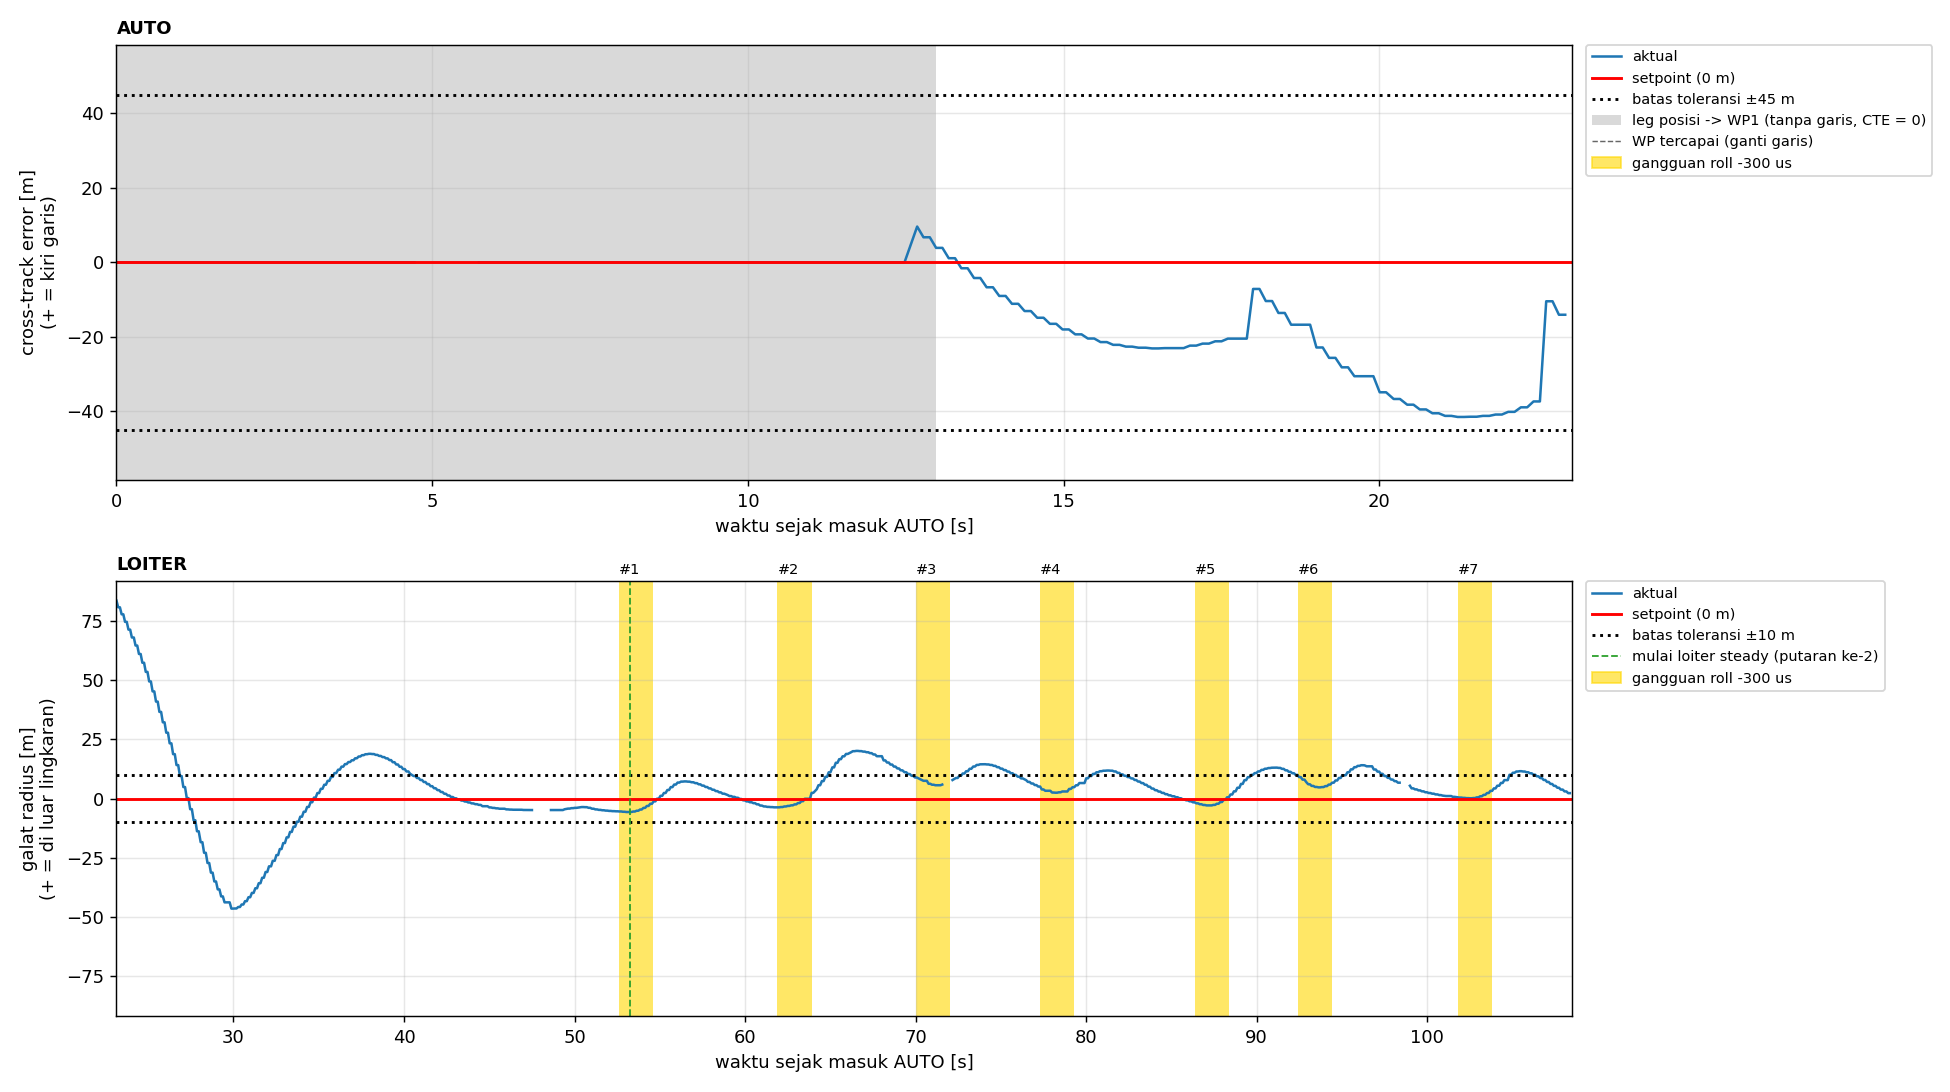 AUTO
cross-track error [m]
(+ = kiri garis)
40
20
0
−20
−40
0
5
10
15
20
waktu sejak masuk AUTO [s]
aktual
setpoint (0 m)
batas toleransi ±45 m
leg posisi -> WP1 (tanpa garis, CTE = 0)
WP tercapai (ganti garis)
gangguan roll -300 us
LOITER
#1
#2
#3
#4
#5
#6
#7
galat radius [m]
(+ = di luar lingkaran)
75
50
25
0
−25
−50
−75
30
40
50
60
70
80
90
100
waktu sejak masuk AUTO [s]
aktual
setpoint (0 m)
batas toleransi ±10 m
mulai loiter steady (putaran ke-2)
gangguan roll -300 us